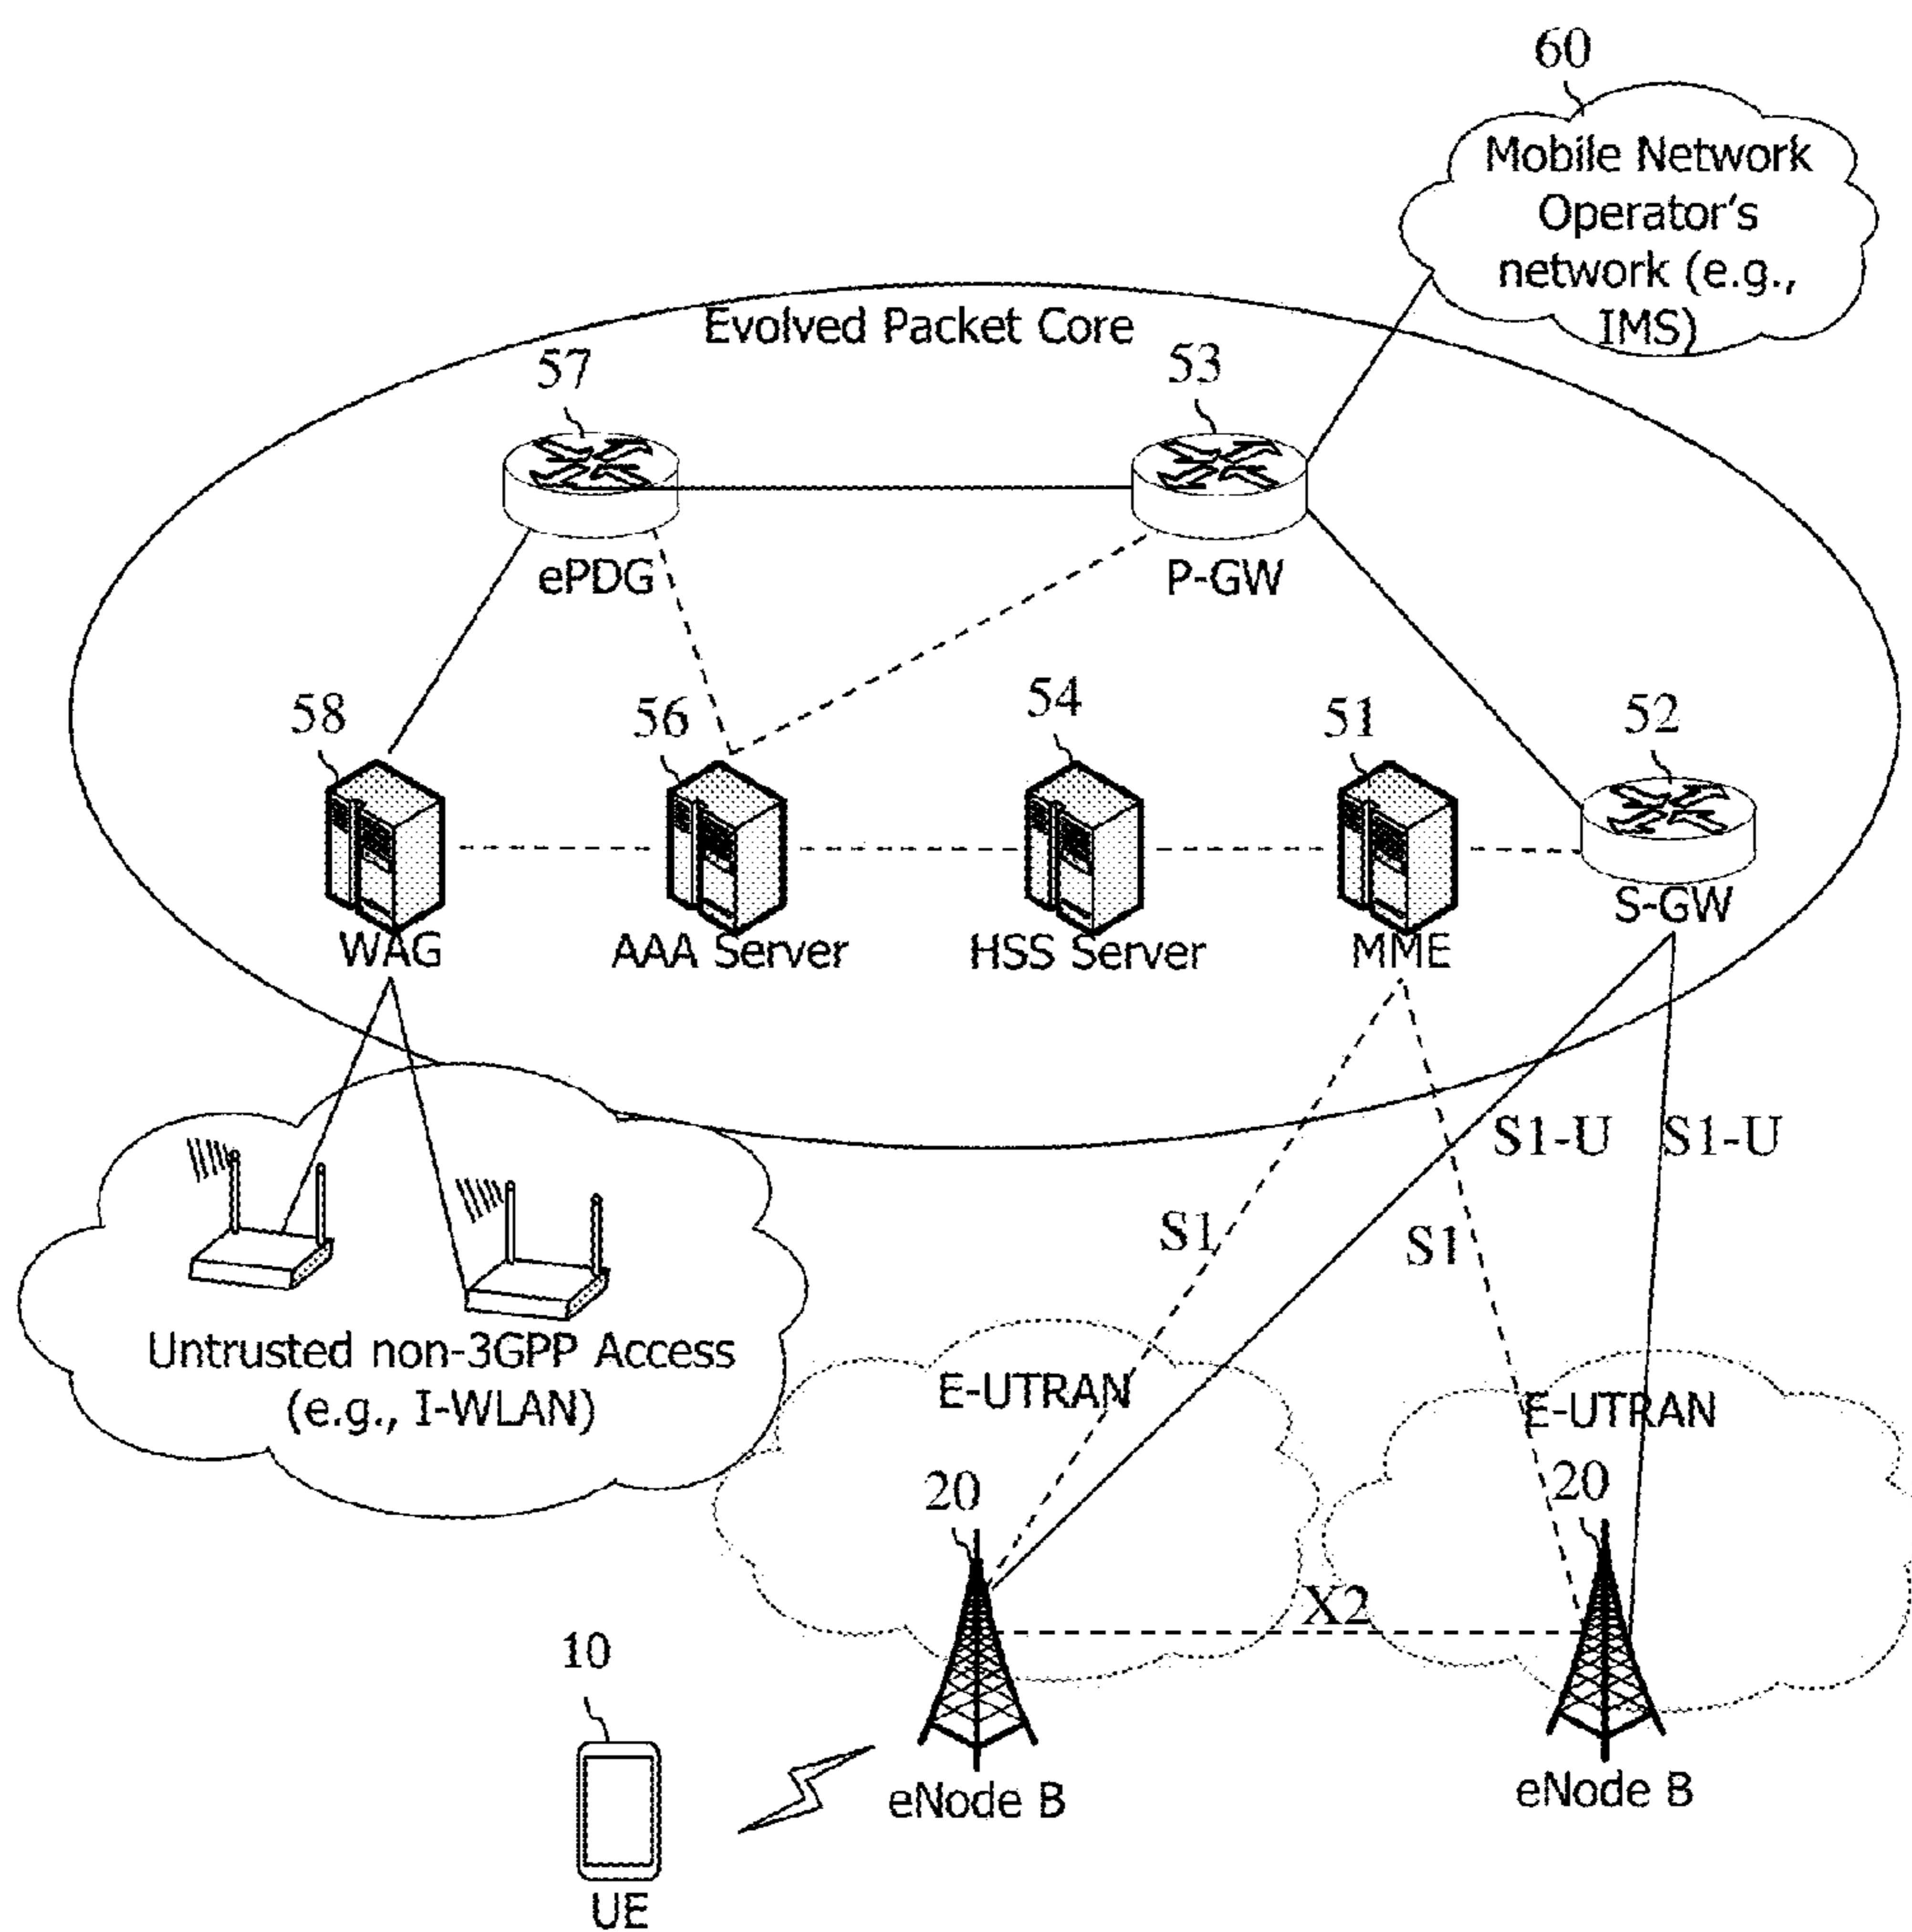 60
Mobile Network
Operator's
network (e.g.,
IMS)
Evolved Packet Core
57
53
ePDG
P-GW
58
56
54
51
52
WAG
AAA Server
HSS Server
MME
S-GW
S1-U
S1-U
S1
S1
Untrusted non-3GPP Access
(e.g., I-WLAN)
E-UTRAN
E-UTRAN
20
20
X2
10
eNode B
eNode B
UE